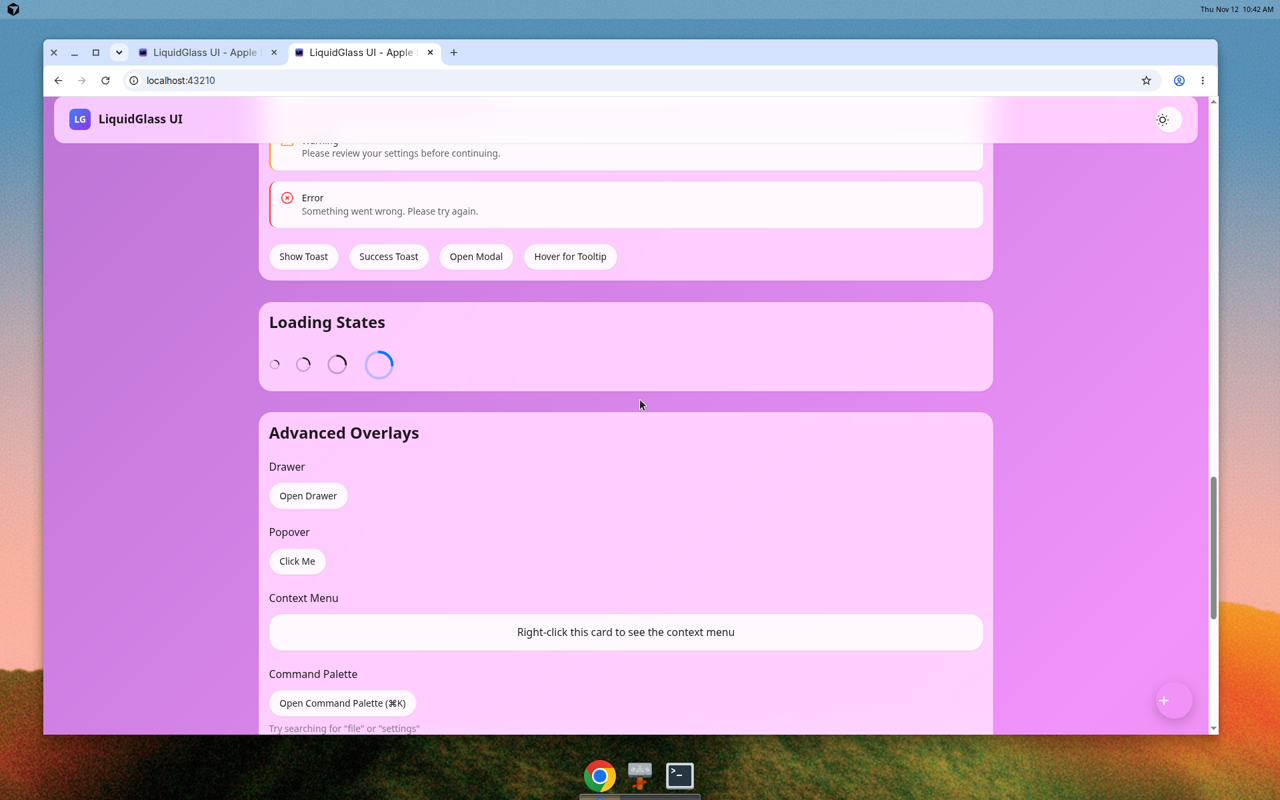 Thu Nov 12 10:42 AM
LiquidGlass UI - Apple
LiquidGlass UI - Apple
localhost:43210
LG LiquidGlass UI
Please review your settings before continuing.
Error
Something went wrong. Please try again.
Show Toast
Success Toast
Open Modal
Hover for Tooltip
Loading States
Advanced Overlays
Drawer
Open Drawer
Popover
Click Me
Context Menu
Right-click this card to see the context menu
Command Palette
Open Command Palette (⌘K)
Try searching for "file" or "settings"